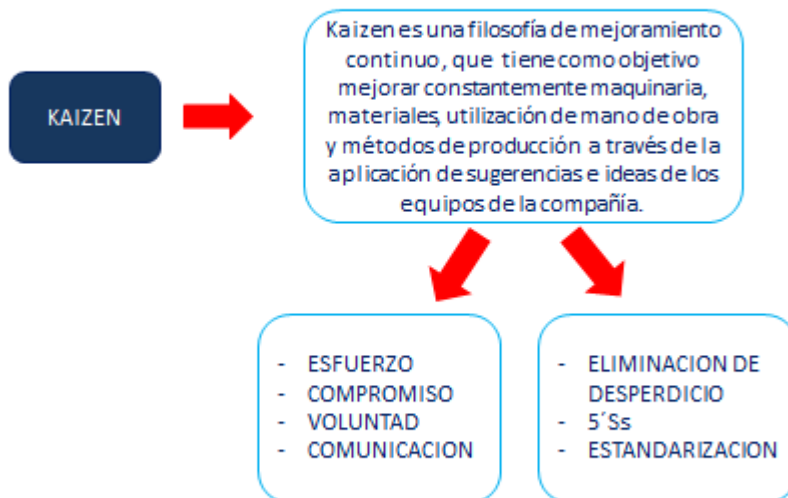 KAIZEN
Kaizen es una filosofía de mejoramiento
continuo, que tiene como objetivo
mejorar constantemente maquinaria,
materiales, utilización de mano de obra
y métodos de producción a través de la
aplicación de sugerencias e ideas de los
equipos de la compañía.
- ESFUERZO
- COMPROMISO
- VOLUNTAD
- COMUNICACION
- ELIMINACION DE
DESPERDICIO
- 5´Ss
- ESTANDARIZACION